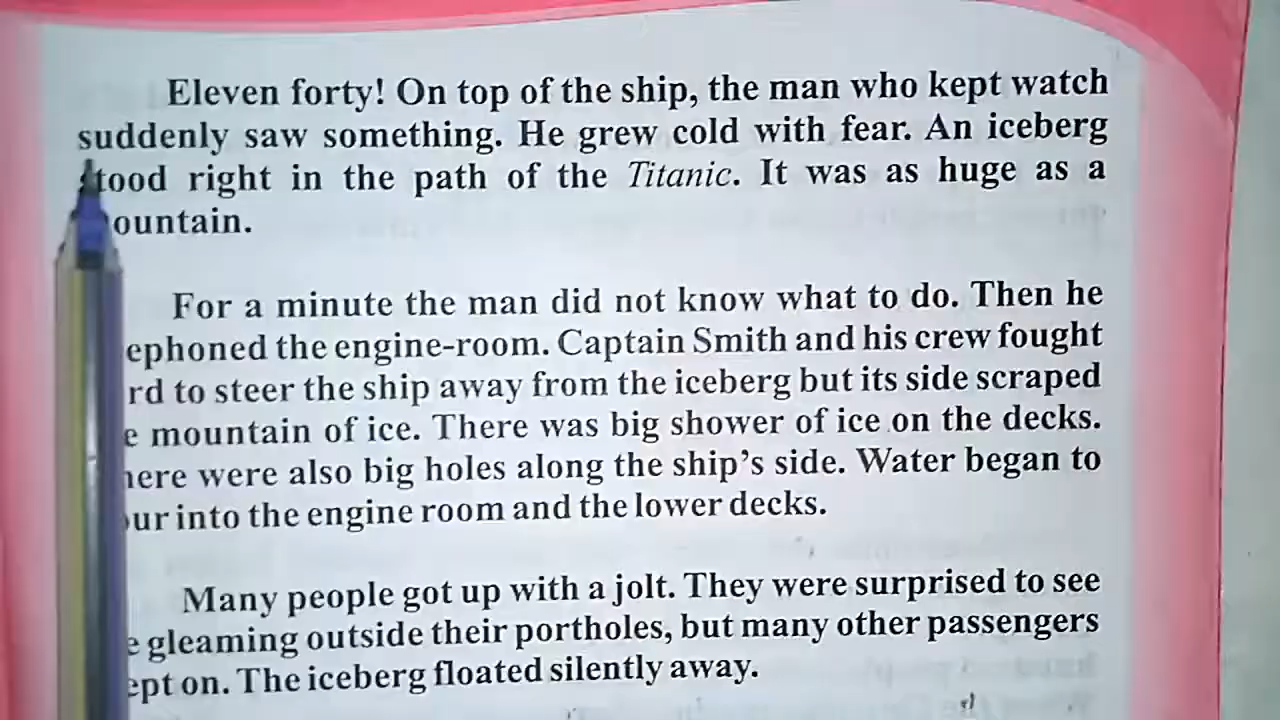 Eleven forty! On top of the ship, the man who kept watch
suddenly saw something. He grew cold with fear. An iceberg
stood right in the path of the Titanic. It was as huge as a
ountain.
For a minute the man did not know what to do. Then he
ephoned the engine-room. Captain Smith and his crew fought
rd to steer the ship away from the iceberg but its side scraped
e mountain of ice. There was big shower of ice on the decks.
here were also big holes along the ship's side. Water began to
our into the engine room and the lower decks.
Many people got up with a jolt. They were surprised to see
e gleaming outside their portholes, but many other passengers
ept on. The iceberg floated silently away.